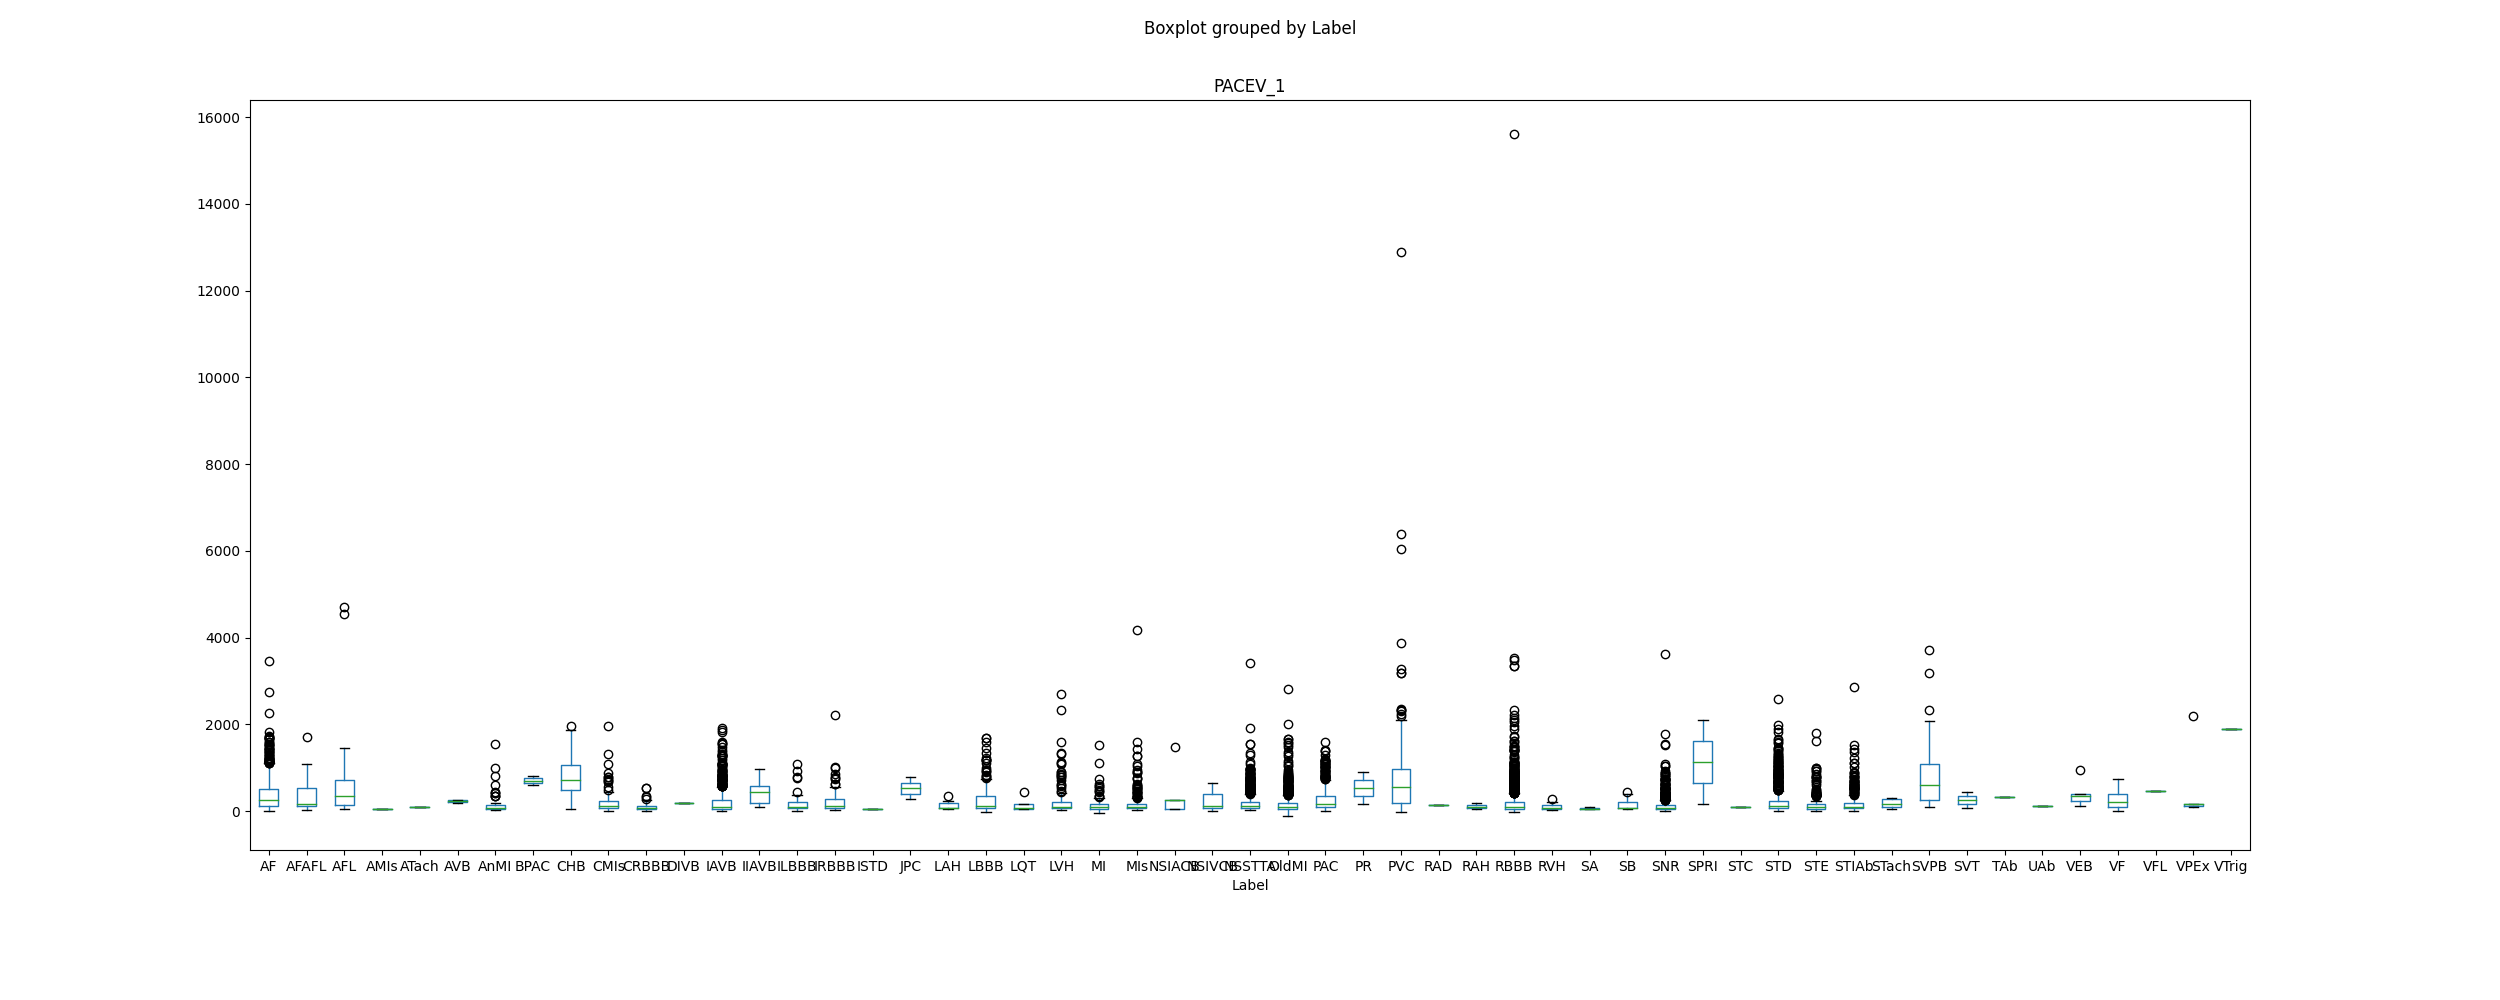 Boxplot grouped by Label
PACEV_1
16000
14000
12000
10000
8000
6000
4000
2000
0
AF AFAFL AFL AMIs ATach AVB AnMI BPAC CHB CMIs CRBBB DIVB IAVB IIAVB ILBBB IRBBB ISTD JPC LAH LBBB LQT LVH MI MIs NSIACB NSIVCB NSSTTA OldMI PAC PR PVC RAD RAH RBBB RVH SA SB SNR SPRI STC STD STE STIAb STach SVPB SVT TAb UAb VEB VF VFL VPEx VTrig
Label